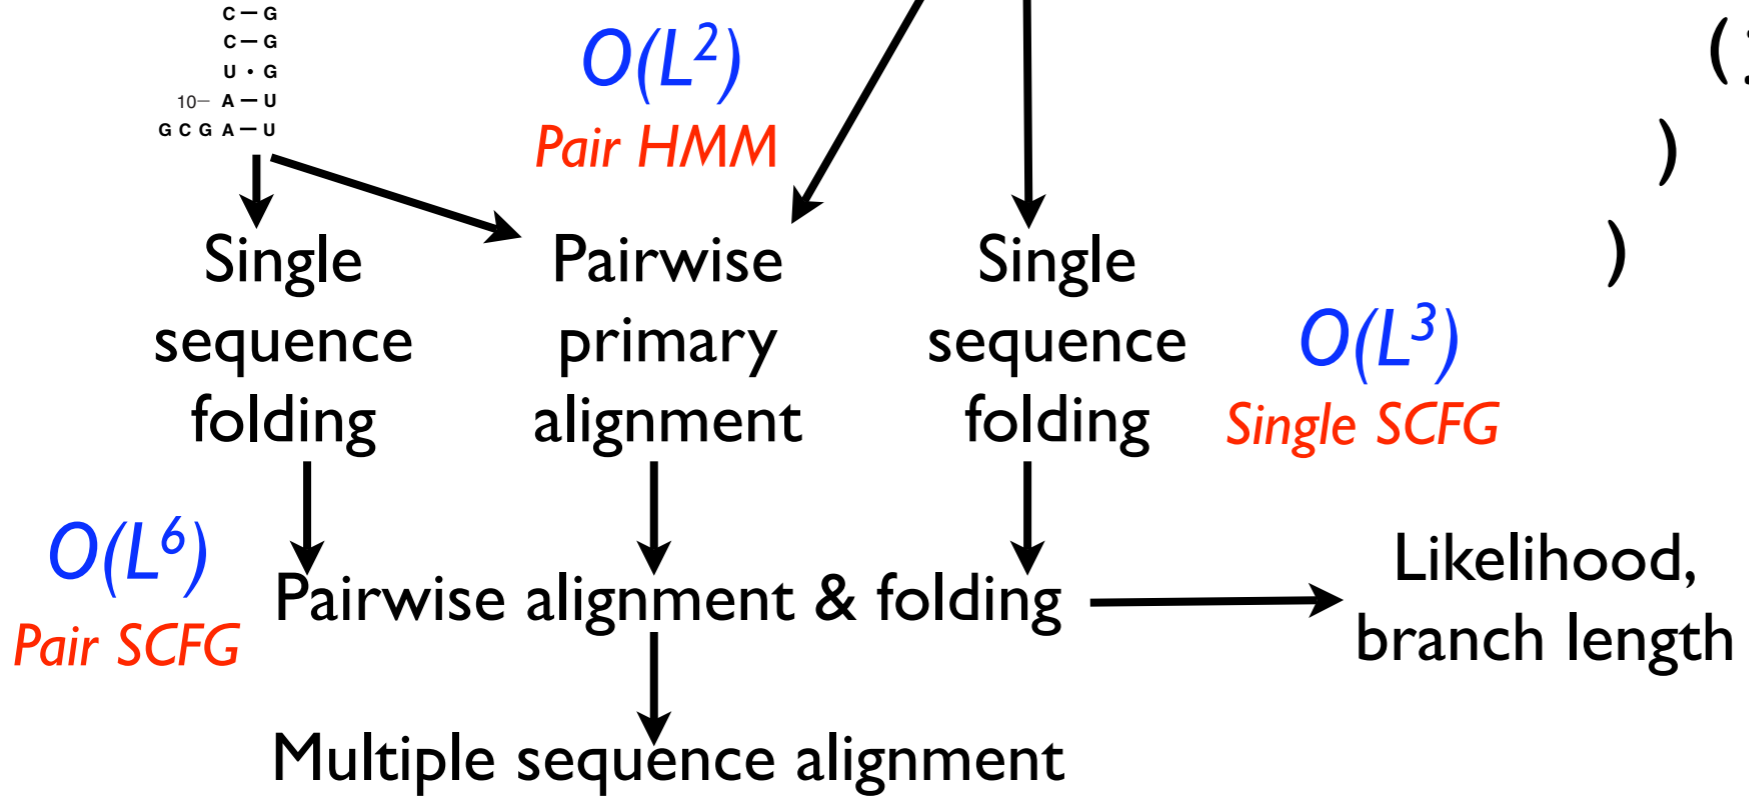 C — G
C — G
U • G
10— A — U
G C G A — U
O(L²)
Pair HMM
(
)
)
Single
sequence
folding
Pairwise
primary
alignment
Single
sequence
folding
O(L³)
Single SCFG
O(L⁶)
Pair SCFG
Pairwise alignment & folding
Likelihood,
branch length
Multiple sequence alignment